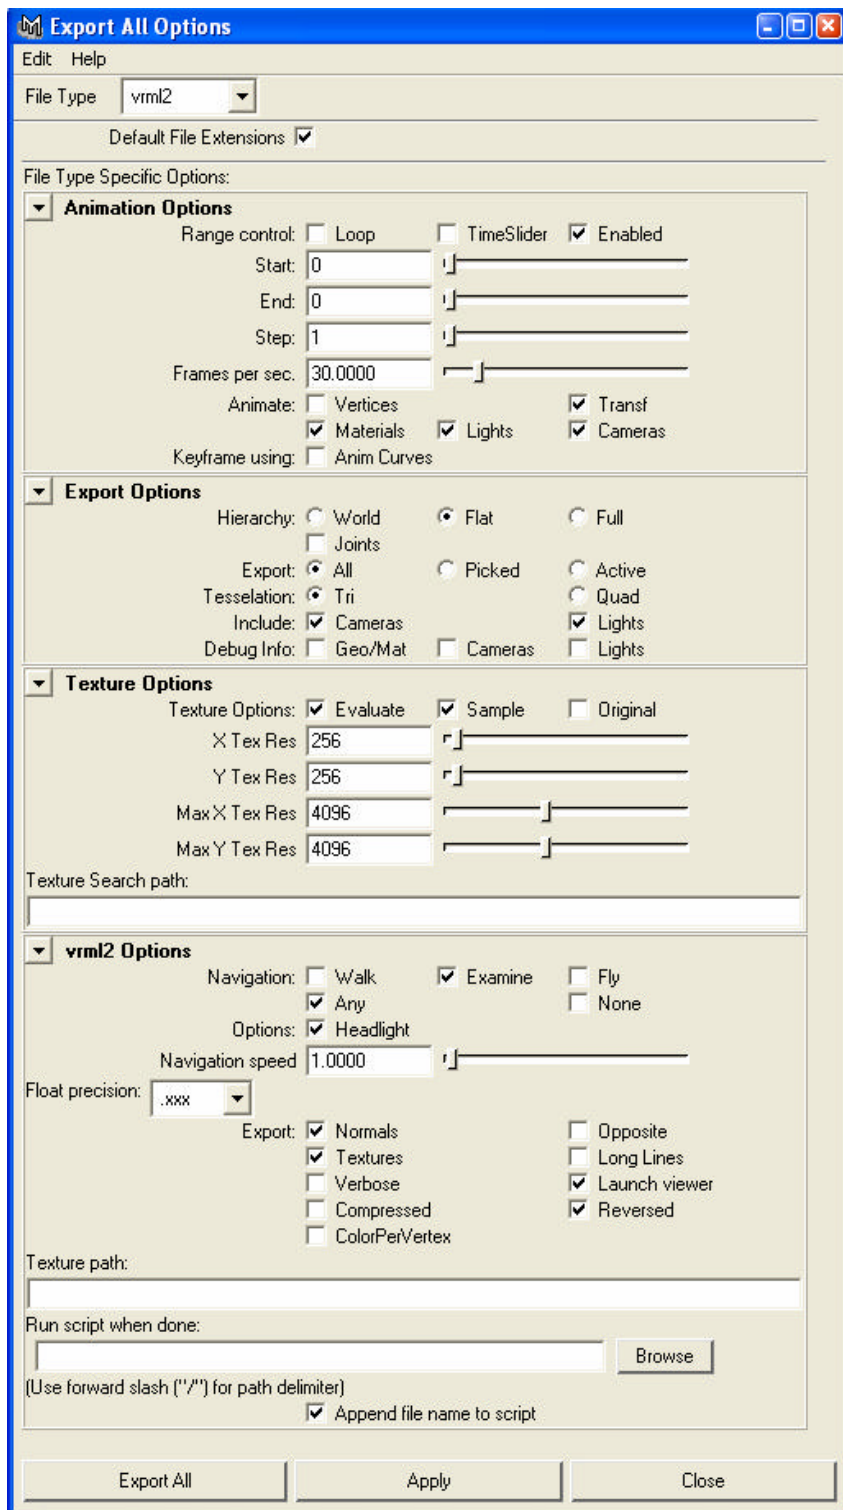 Export All Options
Edit Help
File Type vrml2
Default File Extensions
File Type Specific Options:
Animation Options
Range control: Loop TimeSlider Enabled
Start: 0
End: 0
Step: 1
Frames per sec. 30.0000
Animate: Vertices Transf
Materials Lights Cameras
Keyframe using: Anim Curves
Export Options
Hierarchy: World Flat Full
Joints
Export: All Picked Active
Tesselation: Tri Quad
Include: Cameras Lights
Debug Info: Geo/Mat Cameras Lights
Texture Options
Texture Options: Evaluate Sample Original
X Tex Res 256
Y Tex Res 256
Max X Tex Res 4096
Max Y Tex Res 4096
Texture Search path:
vrml2 Options
Navigation: Walk Examine Fly
Any None
Options: Headlight
Navigation speed 1.0000
Float precision: .xxx
Export: Normals Opposite
Textures Long Lines
Verbose Launch viewer
Compressed Reversed
ColorPerVertex
Texture path:
Run script when done:
Browse
(Use forward slash ("/") for path delimiter)
Append file name to script
Export All Apply Close